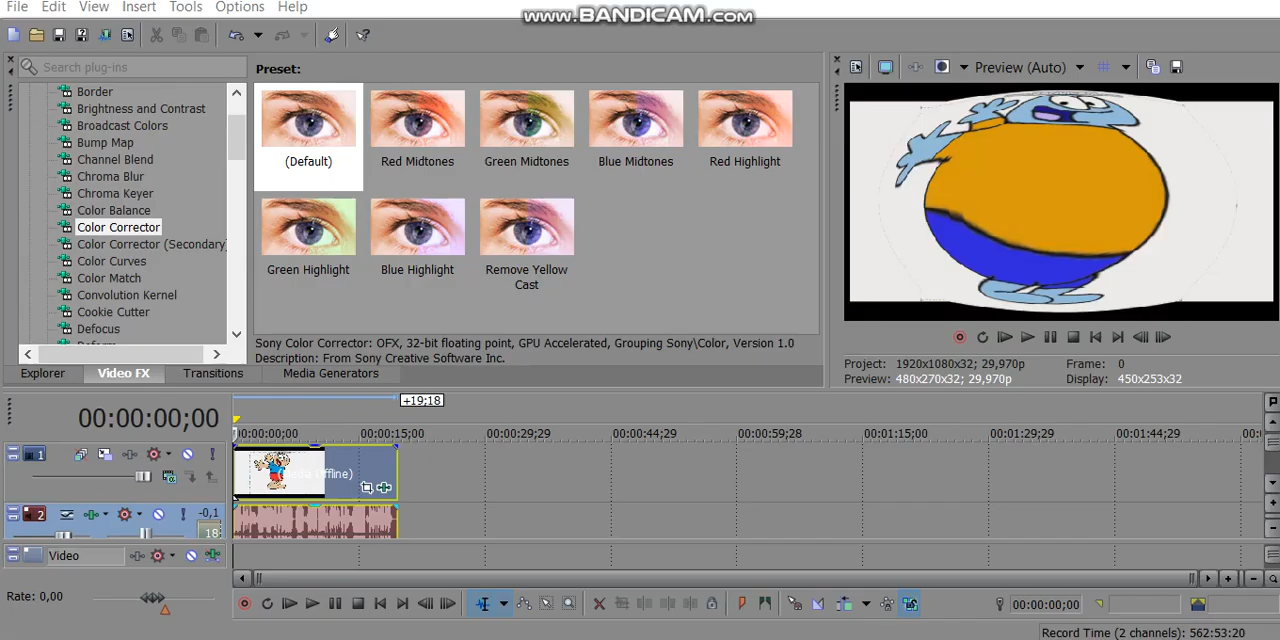 File Edit View Insert Tools Options Help
www.BANDICAM.com
Search plug-ins
Preset:
Preview (Auto)
Border
Brightness and Contrast
Broadcast Colors
Bump Map
Channel Blend
Chroma Blur
Chroma Keyer
Color Balance
Color Corrector
Color Corrector (Secondary)
Color Curves
Color Match
Convolution Kernel
Cookie Cutter
Defocus
(Default)
Red Midtones
Green Midtones
Blue Midtones
Red Highlight
Green Highlight
Blue Highlight
Remove Yellow
Cast
Sony Color Corrector: OFX, 32-bit floating point, GPU Accelerated, Grouping Sony\Color, Version 1.0
Description: From Sony Creative Software Inc.
Explorer Video FX Transitions Media Generators
Project: 1920x1080x32; 29,970p Frame: 0
Preview: 480x270x32; 29,970p Display: 450x253x32
00:00:00;00
+19;18
00:00:00;00 00:00:15;00 00:00:29;29 00:00:44;29 00:00:59;28 00:01:15;00 00:01:29;29 00:01:44;29 00:0
1
2
-0,1
18
Video
Rate: 0,00
00:00:00;00
Record Time (2 channels): 562:53:20